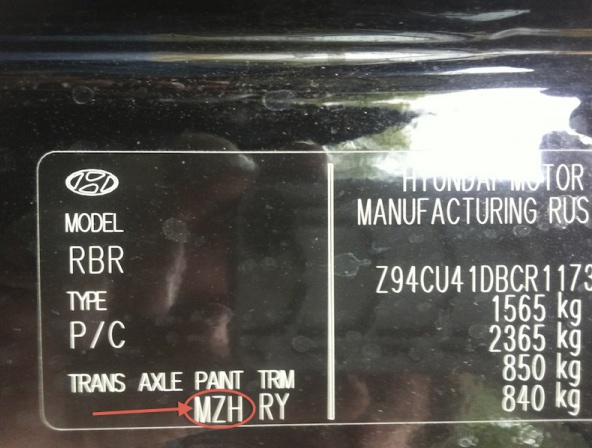 MODEL
RBR
TYPE
P/C
TRANS AXLE PAINT TRIM
MZH RY
HYUNDAI MOTOR
MANUFACTURING RUS
Z94CU41DBCR1173
1565 kg
2365 kg
850 kg
840 kg